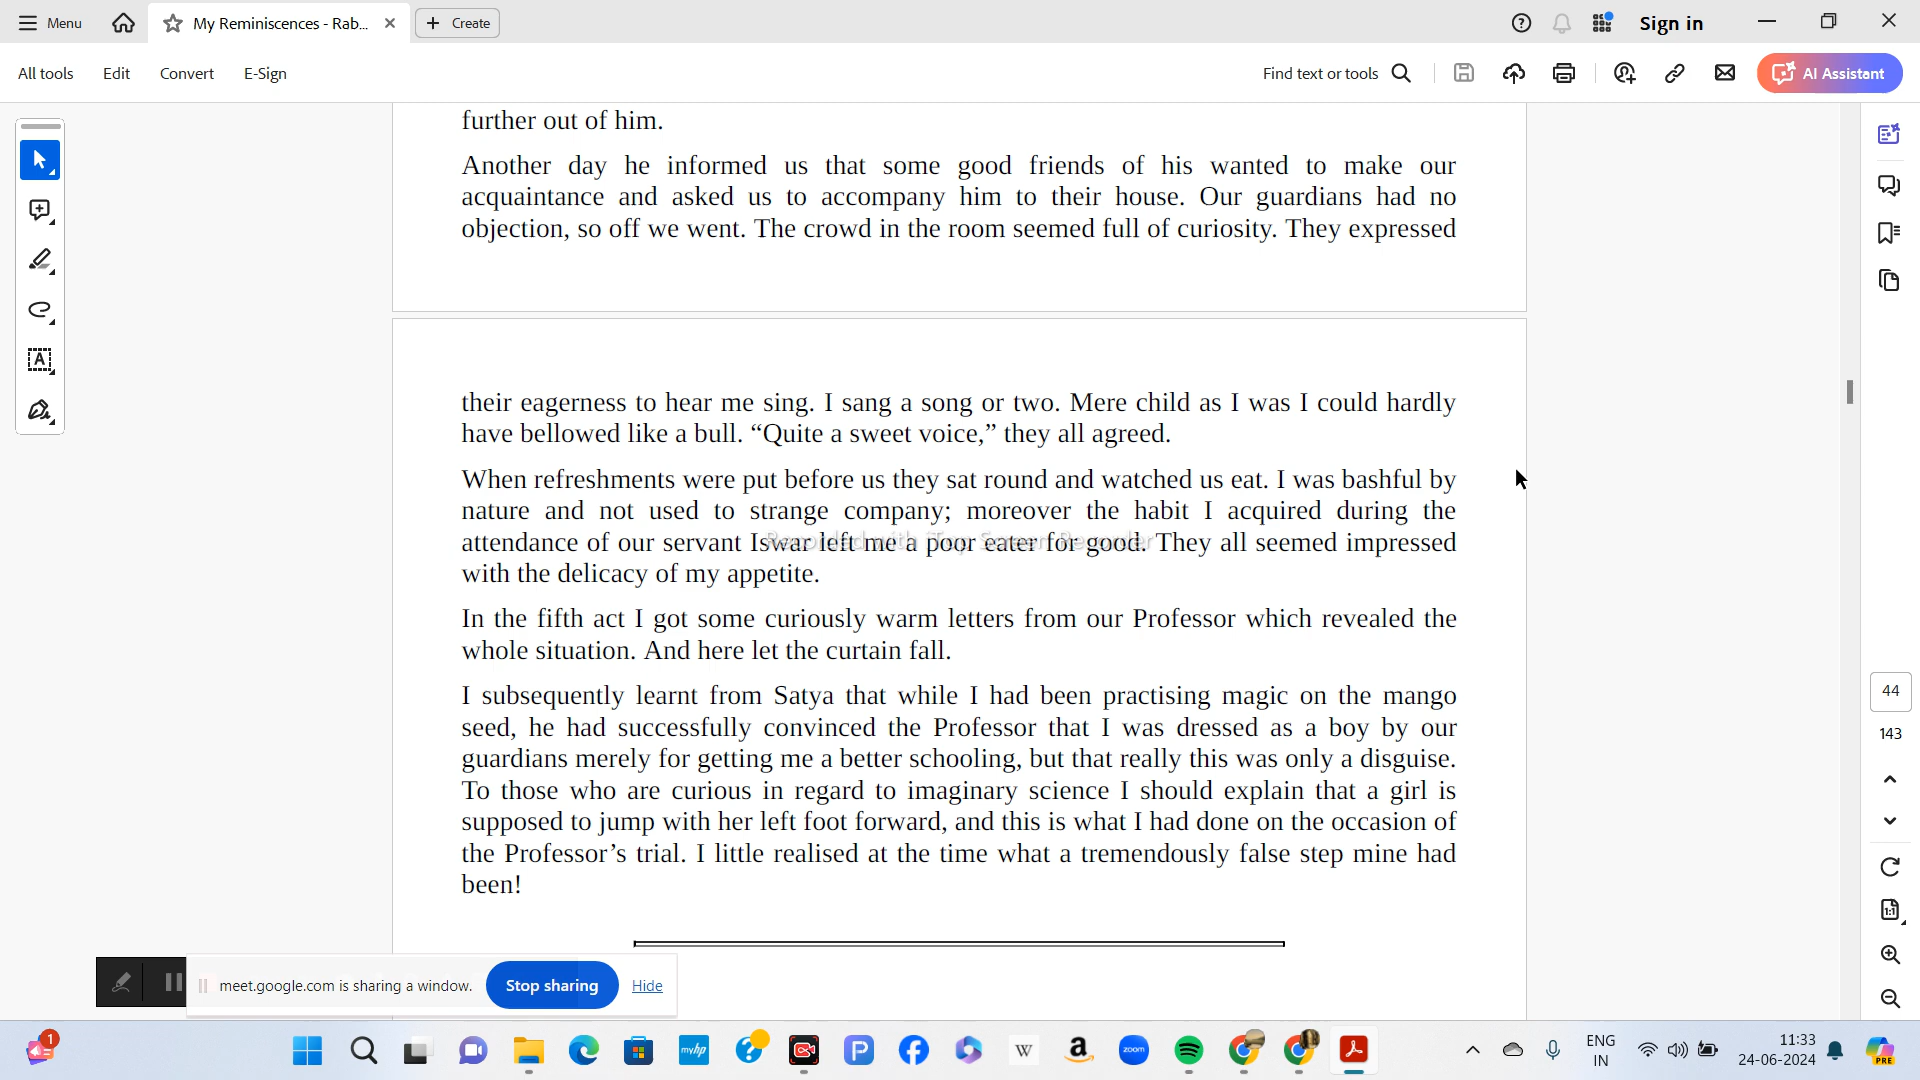 Menu
My Reminiscences - Rab...
Create
Sign in
All tools
Edit
Convert
E-Sign
Find text or tools
AI Assistant
further out of him.
Another day he informed us that some good friends of his wanted to make our
acquaintance and asked us to accompany him to their house. Our guardians had no
objection, so off we went. The crowd in the room seemed full of curiosity. They expressed
their eagerness to hear me sing. I sang a song or two. Mere child as I was I could hardly
have bellowed like a bull. “Quite a sweet voice,” they all agreed.
When refreshments were put before us they sat round and watched us eat. I was bashful by
nature and not used to strange company; moreover the habit I acquired during the
attendance of our servant Iswar left me a poor eater for good. They all seemed impressed
Recorded with iTop Screen Recorder
with the delicacy of my appetite.
In the fifth act I got some curiously warm letters from our Professor which revealed the
whole situation. And here let the curtain fall.
I subsequently learnt from Satya that while I had been practising magic on the mango
seed, he had successfully convinced the Professor that I was dressed as a boy by our
guardians merely for getting me a better schooling, but that really this was only a disguise.
To those who are curious in regard to imaginary science I should explain that a girl is
supposed to jump with her left foot forward, and this is what I had done on the occasion of
the Professor’s trial. I little realised at the time what a tremendously false step mine had
been!
44
143
meet.google.com is sharing a window.
Stop sharing
Hide
1
myhp
W
a
zoom
ENG
IN
11:33
24-06-2024
PRE